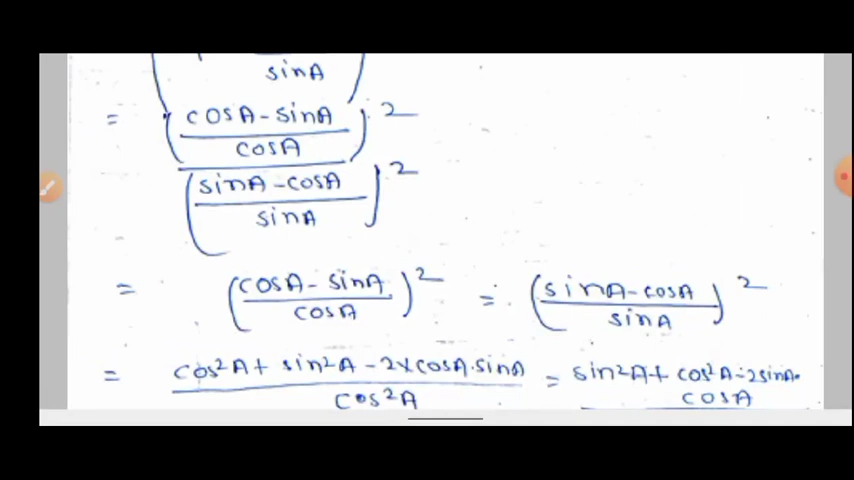 sinA
= (cosA - sinA)2
cosA
(sinA - cosA)2
sinA
= (cosA - sinA)2 = (sinA - cosA)2
cosA sinA
= cos2A + sin2A - 2×cosA.sinA = sin2A + cos2A - 2sinA.
cos2A cosA